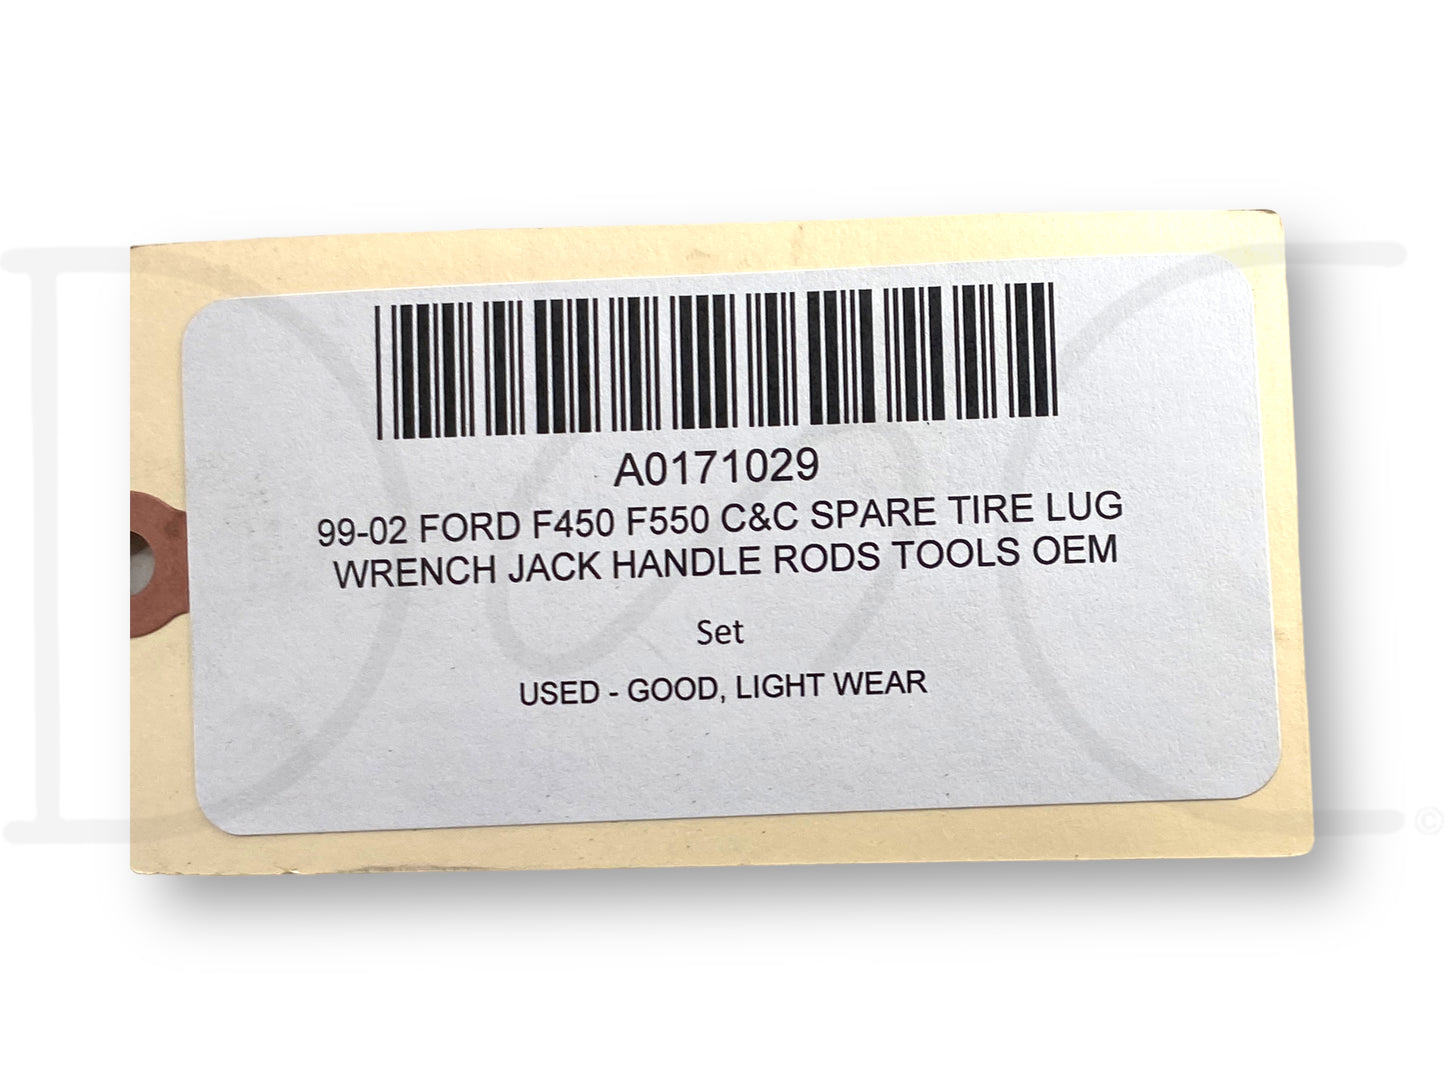 A0171029
99-02 FORD F450 F550 C&C SPARE TIRE LUG
WRENCH JACK HANDLE RODS TOOLS OEM
Set
USED - GOOD, LIGHT WEAR
©